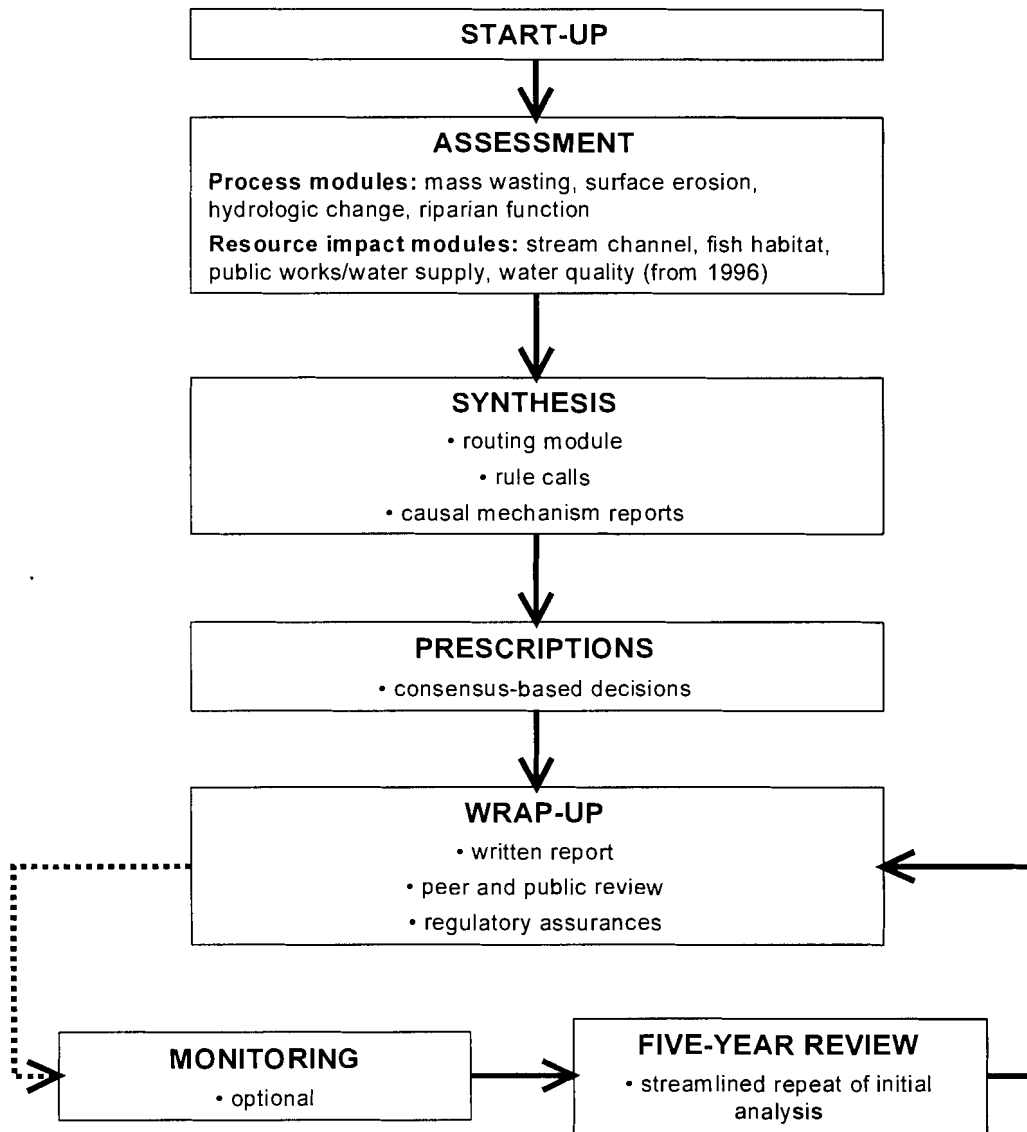 START-UP
ASSESSMENT
Process modules: mass wasting, surface erosion,
hydrologic change, riparian function
Resource impact modules: stream channel, fish habitat,
public works/water supply, water quality (from 1996)
SYNTHESIS
• routing module
• rule calls
• causal mechanism reports
PRESCRIPTIONS
• consensus-based decisions
WRAP-UP
• written report
• peer and public review
• regulatory assurances
MONITORING
• optional
FIVE-YEAR REVIEW
• streamlined repeat of initial
analysis